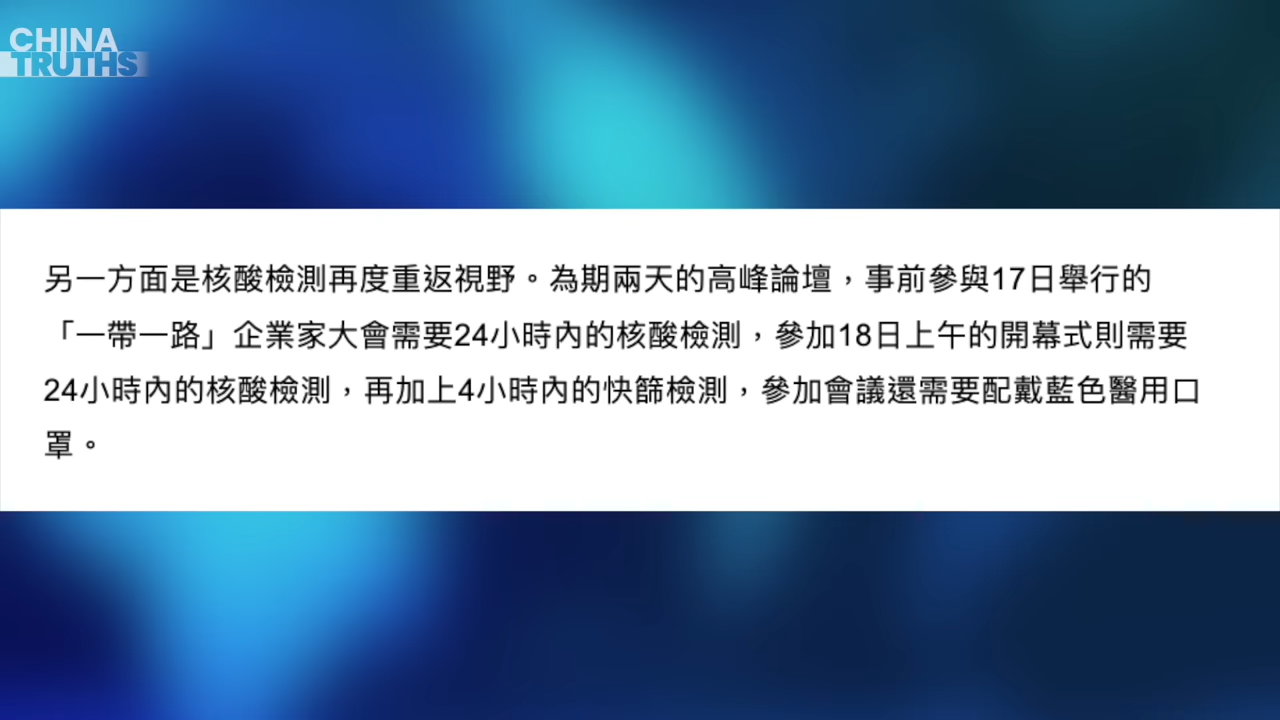 CHINA
TRUTHS
另一方面是核酸檢測再度重返視野。為期兩天的高峰論壇，事前參與17日舉行的
「一帶一路」企業家大會需要24小時內的核酸檢測，參加18日上午的開幕式則需要
24小時內的核酸檢測，再加上4小時內的快篩檢測，參加會議還需要配戴藍色醫用口
罩。